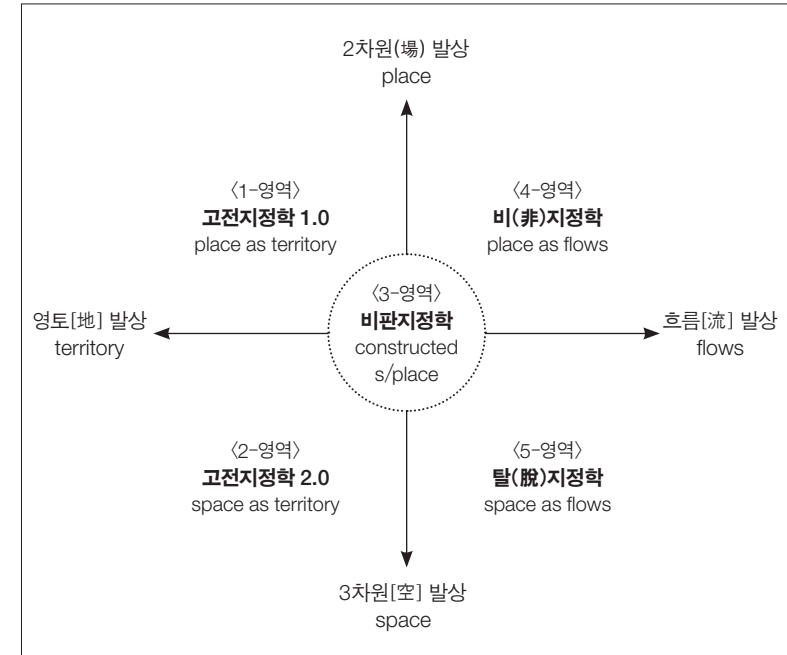 2차원(場) 발상
place
〈1-영역〉
고전지정학 1.0
place as territory
〈4-영역〉
비(非)지정학
place as flows
영토[地] 발상
territory
〈3-영역〉
비판지정학
constructed
s/place
흐름[流] 발상
flows
〈2-영역〉
고전지정학 2.0
space as territory
〈5-영역〉
탈(脫)지정학
space as flows
3차원[空] 발상
space